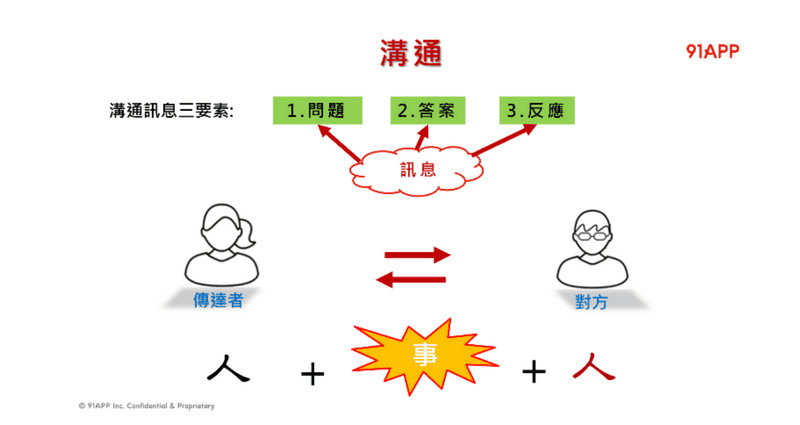 溝通
91APP
溝通訊息三要素: 1.問題 2.答案 3.反應
訊息
傳達者 對方
人 + 事 + 人
© 91APP Inc. Confidential & Proprietary